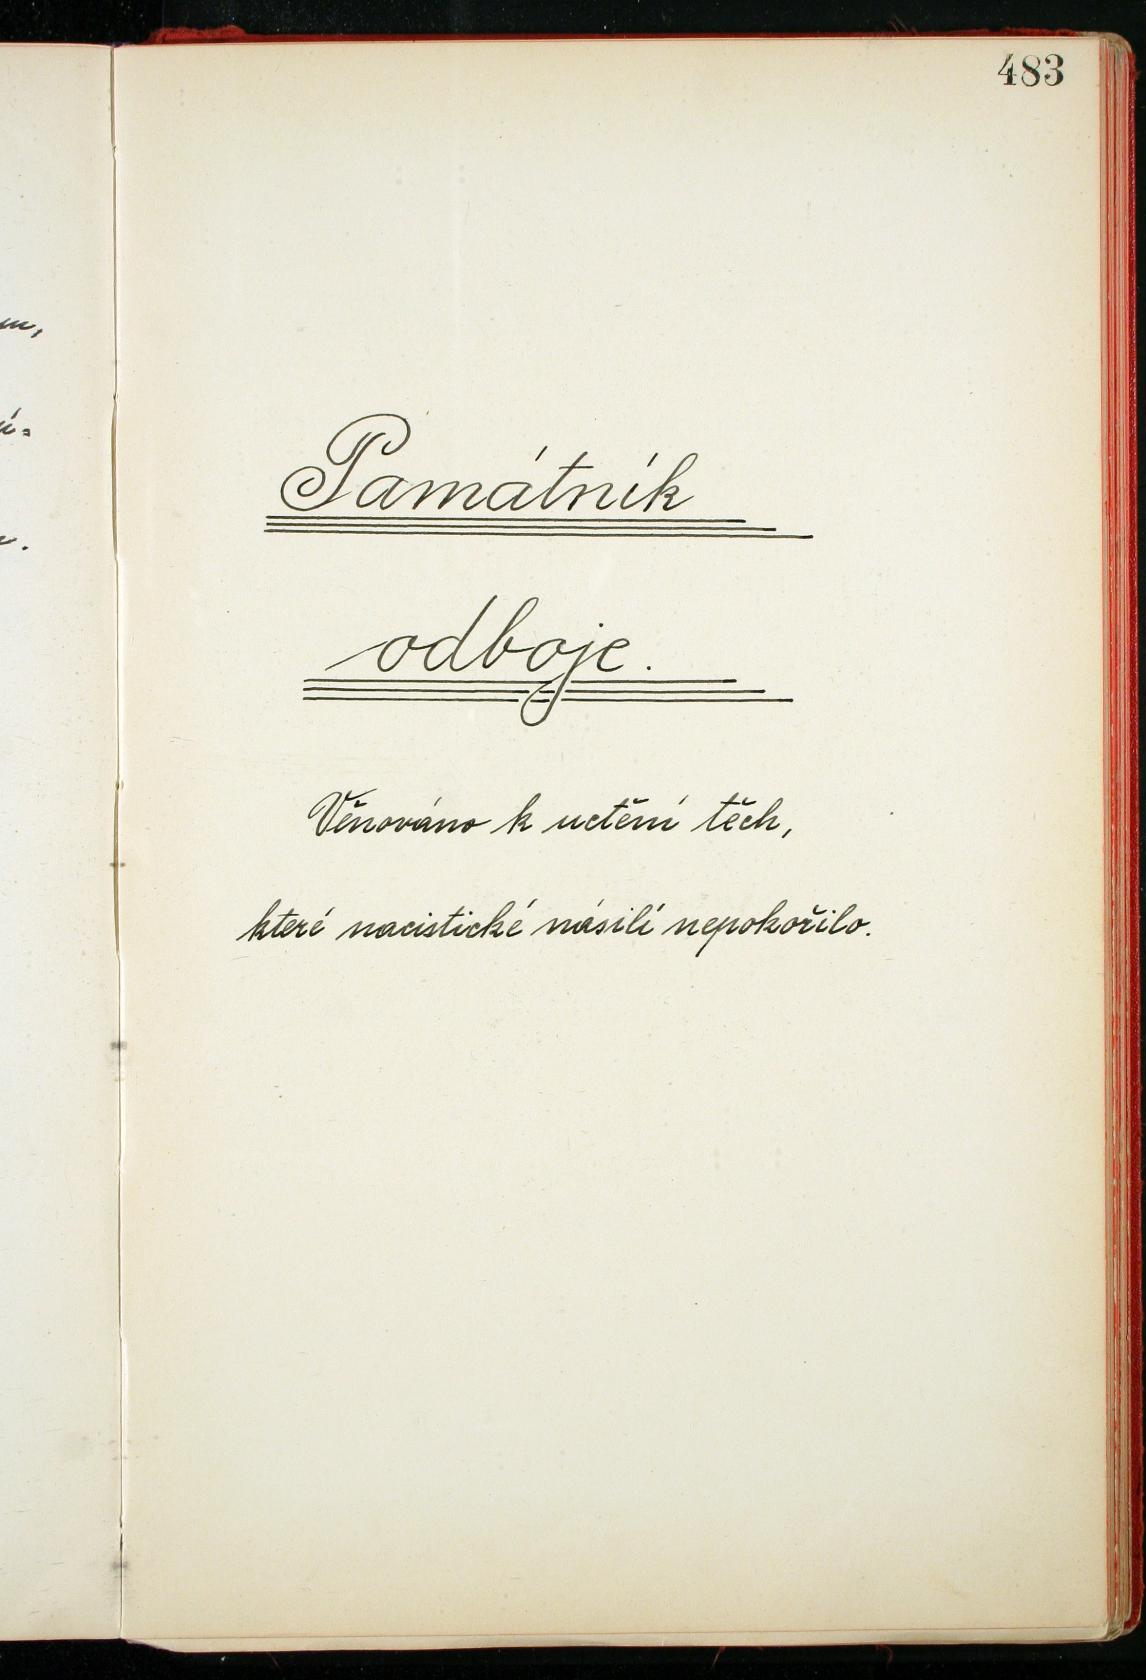 483
Památník
odboje.
Věnováno k uctění těch,
které nacistické násilí nepokořilo.